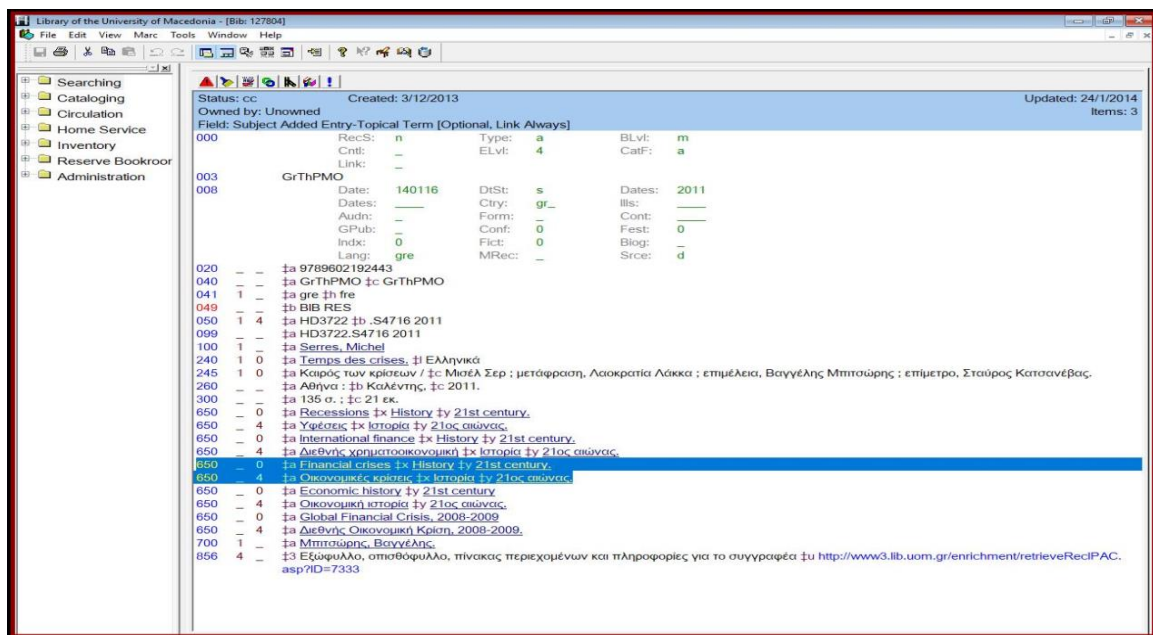 Library of the University of Macedonia - [Bib: 127804]
File Edit View Marc Tools Window Help
Searching
Cataloging
Circulation
Home Service
Inventory
Reserve Bookroor
Administration
Status: cc Created: 3/12/2013 Updated: 24/1/2014
Owned by: Unowned Items: 3
Field: Subject Added Entry-Topical Term [Optional, Link Always]
000 RecS: n Type: a BLvl: m
Cntl: _ ELvl: 4 CatF: a
Link: _
003 GrThPMO
008 Date: 140116 DtSt: s Dates: 2011
Dates: ____ Ctry: gr_ Ills: ____
Audn: _ Form: _ Cont: ____
GPub: _ Conf: 0 Fest: 0
Indx: 0 Fict: 0 Biog: _
Lang: gre MRec: _ Srce: d
020 _ _ ‡a 9789602192443
040 _ _ ‡a GrThPMO ‡c GrThPMO
041 1 _ ‡a gre ‡h fre
049 _ _ ‡b BIB RES
050 1 4 ‡a HD3722 ‡b .S4716 2011
099 _ _ ‡a HD3722.S4716 2011
100 1 _ ‡a Serres, Michel
240 1 0 ‡a Temps des crises, ‡l Ελληνικά
245 1 0 ‡a Καιρός των κρίσεων / ‡c Μισέλ Σερ ; μετάφραση, Λαοκρατία Λάκκα ; επιμέλεια, Βαγγέλης Μπιτσώρης ; επίμετρο, Σταύρος Κατσανέβας.
260 _ _ ‡a Αθήνα : ‡b Καλέντης, ‡c 2011.
300 _ _ ‡a 135 σ. ; ‡c 21 εκ.
650 _ 0 ‡a Recessions ‡x History ‡y 21st century.
650 _ 4 ‡a Υφέσεις ‡x Ιστορία ‡y 21ος αιώνας.
650 _ 0 ‡a International finance ‡x History ‡y 21st century.
650 _ 4 ‡a Διεθνής χρηματοοικονομική ‡x Ιστορία ‡y 21ος αιώνας.
650 _ 0 ‡a Financial crises ‡x History ‡y 21st century.
650 _ 4 ‡a Οικονομικές κρίσεις ‡x Ιστορία ‡y 21ος αιώνας.
650 _ 0 ‡a Economic history ‡y 21st century
650 _ 4 ‡a Οικονομική ιστορία ‡y 21ος αιώνας.
650 _ 0 ‡a Global Financial Crisis, 2008-2009
650 _ 4 ‡a Διεθνής Οικονομική Κρίση, 2008-2009.
700 1 _ ‡a Μπιτσώρης, Βαγγέλης.
856 4 _ ‡3 Εξώφυλλο, οπισθόφυλλο, πίνακας περιεχομένων και πληροφορίες για το συγγραφέα ‡u http://www3.lib.uom.gr/enrichment/retrieveRecIPAC.
asp?ID=7333